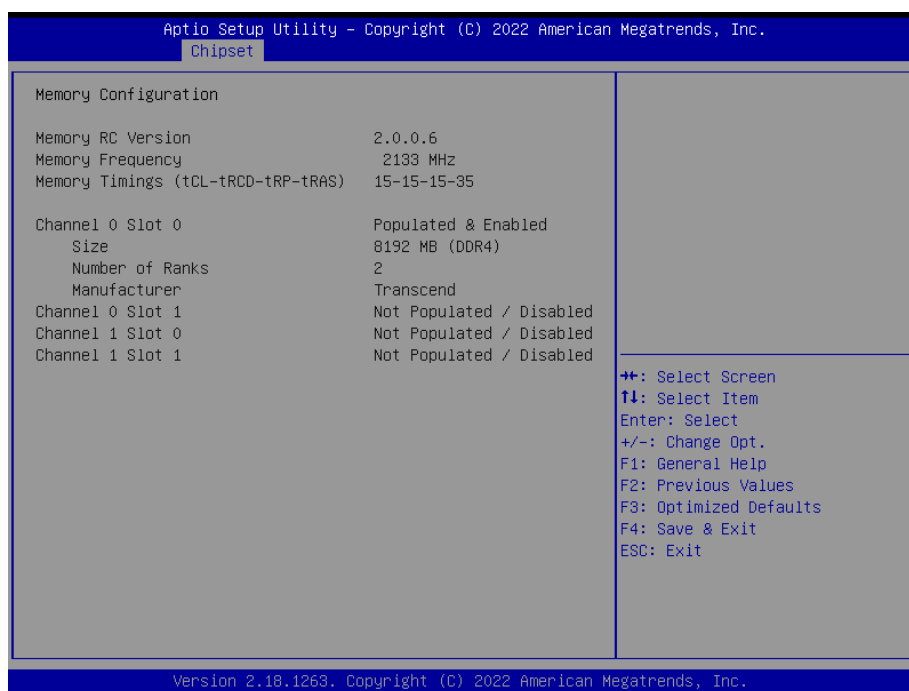 Aptio Setup Utility – Copyright (C) 2022 American Megatrends, Inc.
Chipset
Memory Configuration
Memory RC Version 2.0.0.6
Memory Frequency 2133 MHz
Memory Timings (tCL-tRCD-tRP-tRAS) 15-15-15-35
Channel 0 Slot 0 Populated & Enabled
Size 8192 MB (DDR4)
Number of Ranks 2
Manufacturer Transcend
Channel 0 Slot 1 Not Populated / Disabled
Channel 1 Slot 0 Not Populated / Disabled
Channel 1 Slot 1 Not Populated / Disabled
→←: Select Screen
↑↓: Select Item
Enter: Select
+/-: Change Opt.
F1: General Help
F2: Previous Values
F3: Optimized Defaults
F4: Save & Exit
ESC: Exit
Version 2.18.1263. Copyright (C) 2022 American Megatrends, Inc.